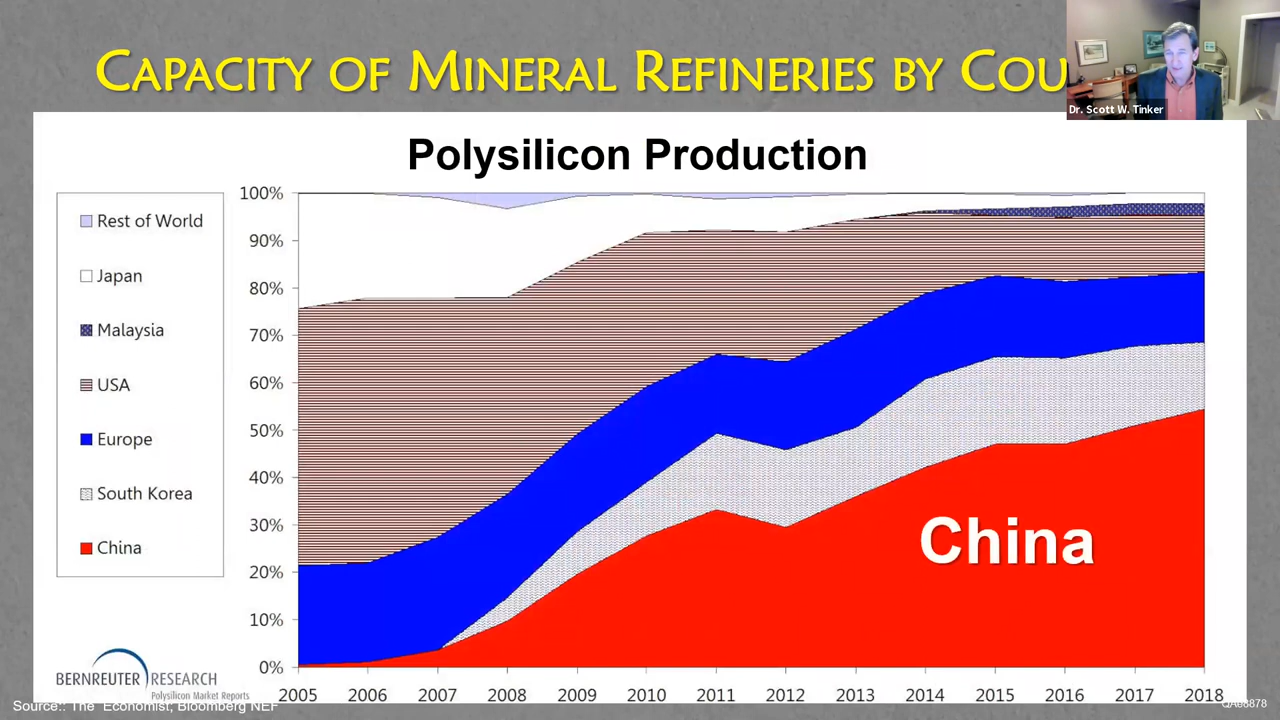 CAPACITY OF MINERAL REFINERIES BY COU
Dr. Scott W. Tinker
Polysilicon Production
Rest of World
Japan
Malaysia
USA
Europe
South Korea
China
100%
90%
80%
70%
60%
50%
40%
30%
20%
10%
0%
China
2005 2006 2007 2008 2009 2010 2011 2012 2013 2014 2015 2016 2017 2018
BERNREUTER RESEARCH
Polysilicon Market Reports
Source:: The Economist; Bloomberg NEF